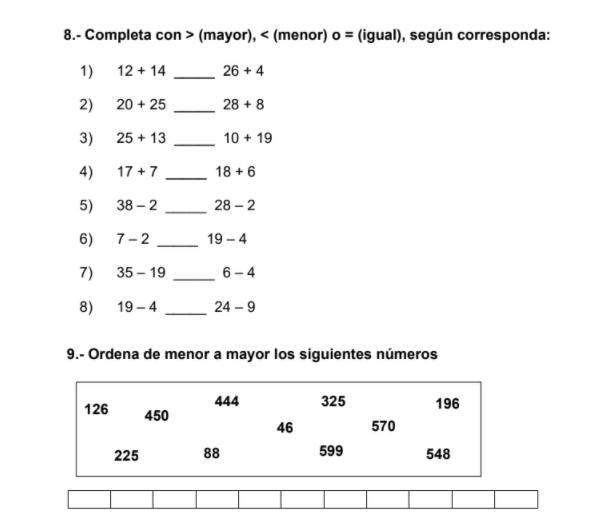 8.- Completa con > (mayor), < (menor) o = (igual), según corresponda:
1) 12 + 14 _____ 26 + 4
2) 20 + 25 _____ 28 + 8
3) 25 + 13 _____ 10 + 19
4) 17 + 7 _____ 18 + 6
5) 38 – 2 _____ 28 – 2
6) 7 – 2 _____ 19 – 4
7) 35 – 19 _____ 6 – 4
8) 19 – 4 _____ 24 – 9
9.- Ordena de menor a mayor los siguientes números
126 450 444 325 196
46 570
225 88 599 548